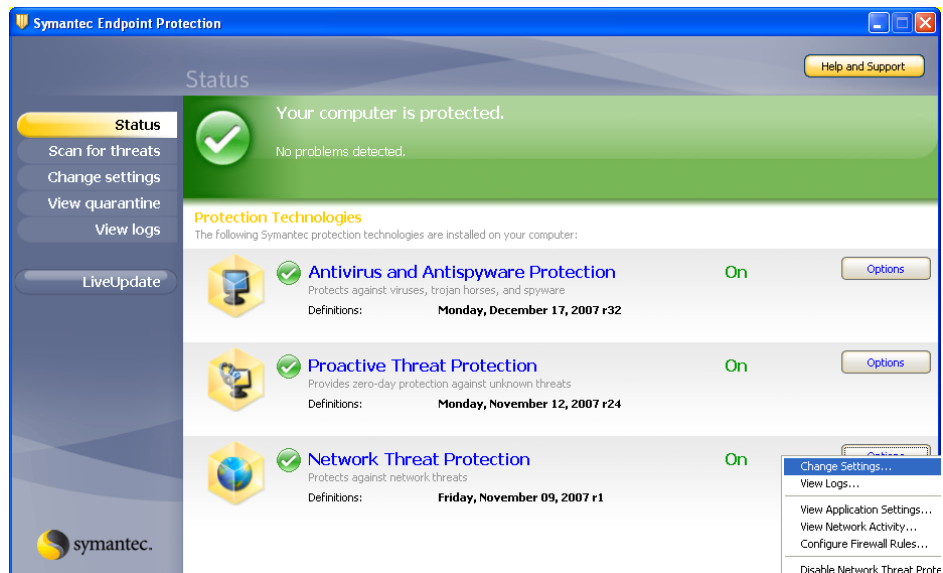 Symantec Endpoint Protection
Status
Help and Support
Status
Scan for threats
Change settings
View quarantine
View logs
LiveUpdate
symantec.
Your computer is protected.
No problems detected.
Protection Technologies
The following Symantec protection technologies are installed on your computer:
Antivirus and Antispyware Protection On Options
Protects against viruses, trojan horses, and spyware
Definitions: Monday, December 17, 2007 r32
Proactive Threat Protection On Options
Provides zero-day protection against unknown threats
Definitions: Monday, November 12, 2007 r24
Network Threat Protection On
Protects against network threats
Definitions: Friday, November 09, 2007 r1
Change Settings...
View Logs...
View Application Settings...
View Network Activity...
Configure Firewall Rules...
Disable Network Threat Prote